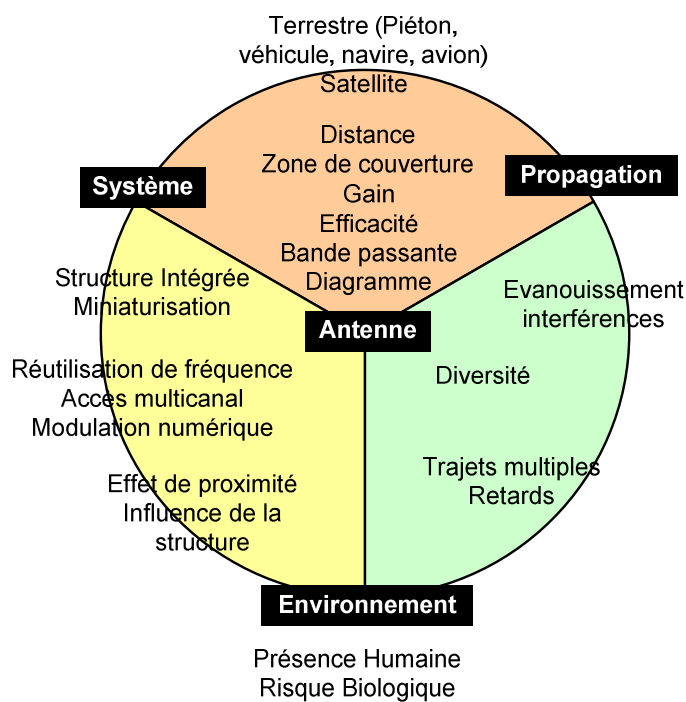 Terrestre (Piéton,
véhicule, navire, avion)
Satellite
Distance
Zone de couverture
Gain
Efficacité
Bande passante
Diagramme
Système
Propagation
Antenne
Structure Intégrée
Miniaturisation
Réutilisation de fréquence
Accès multicanal
Modulation numérique
Effet de proximité
Influence de la
structure
Evanouissement
interférences
Diversité
Trajets multiples
Retards
Environnement
Présence Humaine
Risque Biologique